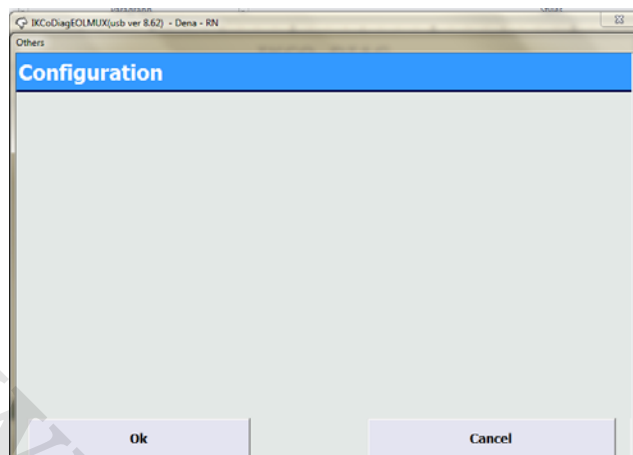 IKCoDiagEOLMUX(usb ver 8.62) - Dena - RN
Others
Configuration
Ok
Cancel